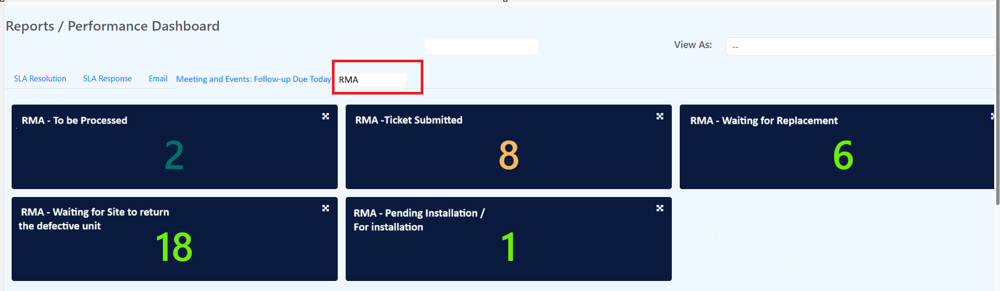 Reports / Performance Dashboard
View As:
--
SLA Resolution
SLA Response
Email
Meeting and Events: Follow-up Due Today
RMA
RMA - To be Processed
2
RMA -Ticket Submitted
8
RMA - Waiting for Replacement
6
RMA - Waiting for Site to return
the defective unit
18
RMA - Pending Installation /
For installation
1